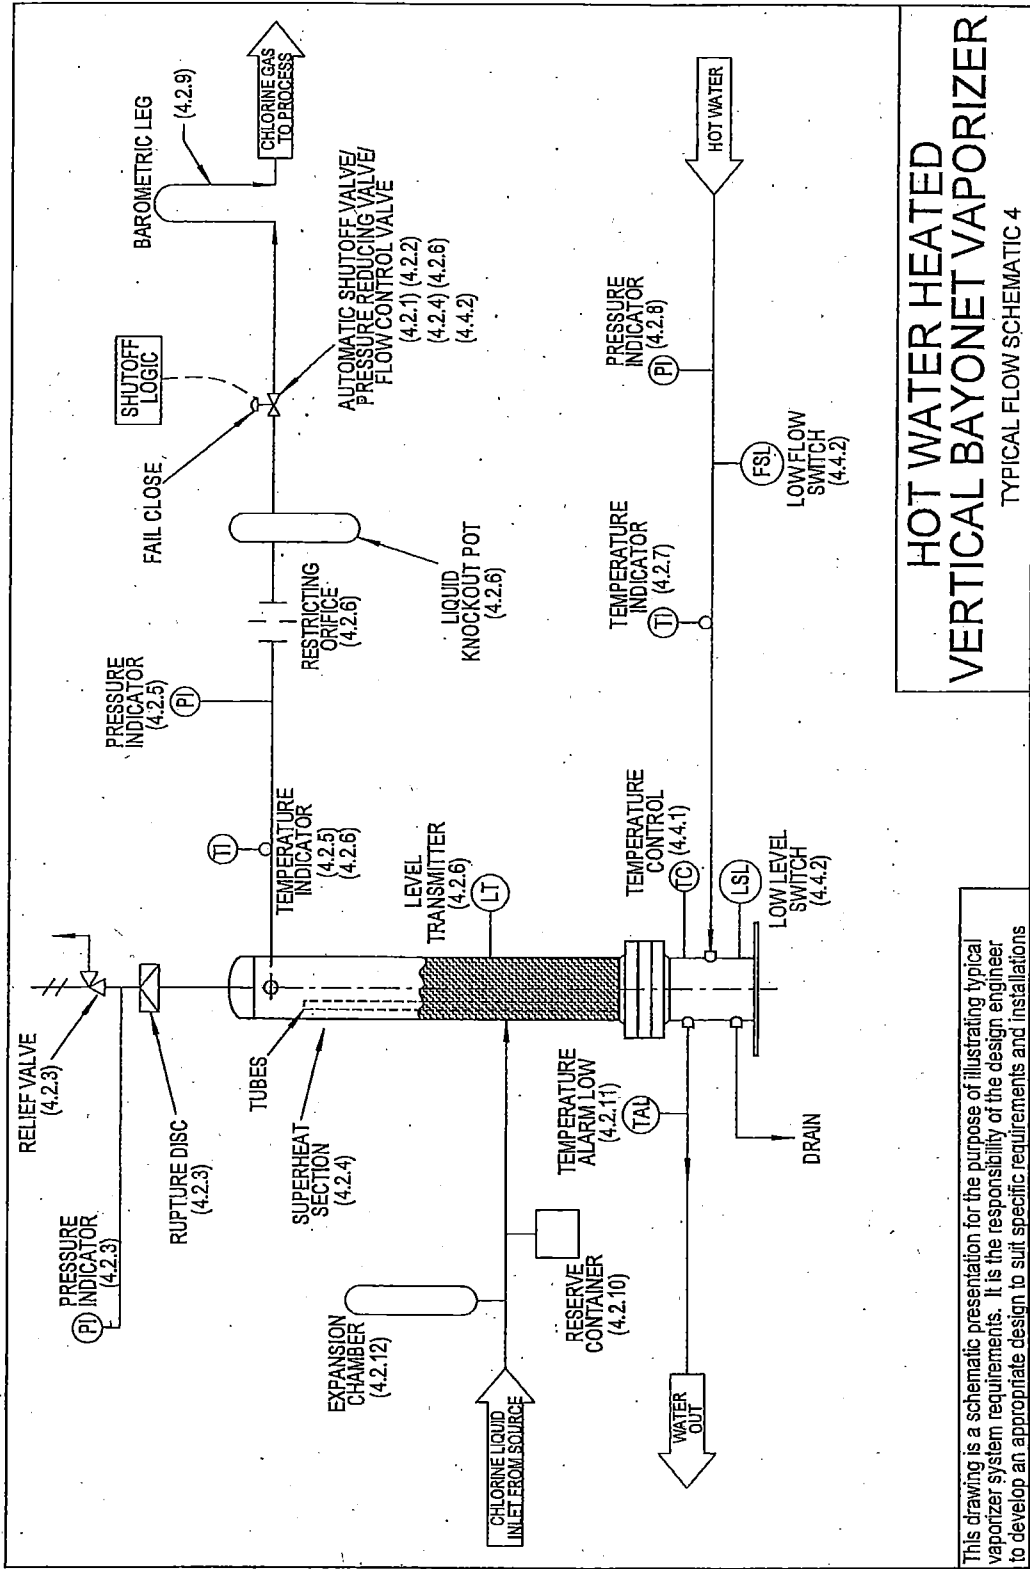 RELIEF VALVE
(4.2.3)
PI
PRESSURE
INDICATOR
(4.2.3)
RUPTURE DISC
(4.2.3)
TUBES
SUPERHEAT
SECTION
(4.2.4)
EXPANSION
CHAMBER
(4.2.12)
CHLORINE LIQUID
INLET FROM SOURCE
RESERVE
CONTAINER
(4.2.10)
TI
TEMPERATURE
INDICATOR
(4.2.5)
(4.2.6)
PRESSURE
INDICATOR
(4.2.5)
PI
RESTRICTING
ORIFICE
(4.2.6)
LIQUID
KNOCKOUT POT
(4.2.6)
FAIL CLOSE
SHUTOFF
LOGIC
AUTOMATIC SHUTOFF VALVE/
PRESSURE REDUCING VALVE/
FLOW CONTROL VALVE
(4.2.1) (4.2.2)
(4.2.4) (4.2.6)
(4.4.2)
BAROMETRIC LEG
(4.2.9)
CHLORINE GAS
TO PROCESS
LEVEL
TRANSMITTER
(4.2.6)
LT
TEMPERATURE
ALARM LOW
(4.2.11)
TAL
WATER
OUT
DRAIN
TEMPERATURE
CONTROL
(4.4.1)
TC
LSL
LOW LEVEL
SWITCH
(4.4.2)
TEMPERATURE
INDICATOR
(4.2.7)
TI
FSL
LOW FLOW
SWITCH
(4.4.2)
PRESSURE
INDICATOR
(4.2.8)
PI
HOT WATER
This drawing is a schematic presentation for the purpose of illustrating typical
vaporizer system requirements. It is the responsibility of the design engineer
to develop an appropriate design to suit specific requirements and installations
HOT WATER HEATED
VERTICAL BAYONET VAPORIZER
TYPICAL FLOW SCHEMATIC 4